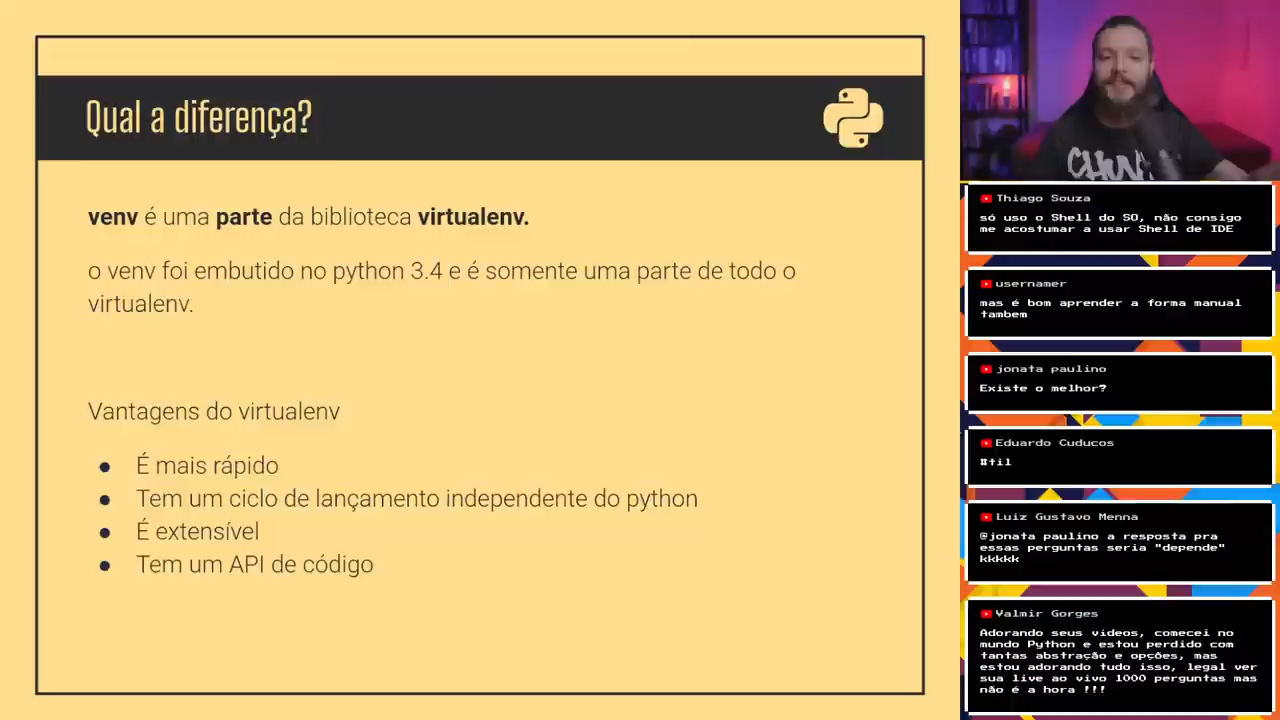 Qual a diferença?
venv é uma parte da biblioteca virtualenv.
o venv foi embutido no python 3.4 e é somente uma parte de todo o
virtualenv.
Vantagens do virtualenv
● É mais rápido
● Tem um ciclo de lançamento independente do python
● É extensível
● Tem um API de código
Thiago Souza
só uso o Shell do SO, não consigo
me acostumar a usar Shell de IDE
usernamer
mas é bom aprender a forma manual
tambem
jonata paulino
Existe o melhor?
Eduardo Cuducos
#til
Luiz Gustavo Menna
@jonata paulino a resposta pra
essas perguntas seria "depende"
kkkkk
Valmir Gorges
Adorando seus videos, comecei no
mundo Python e estou perdido com
tantas abstração e opções, mas
estou adorando tudo isso, legal ver
sua live ao vivo 1000 perguntas mas
não é a hora !!!